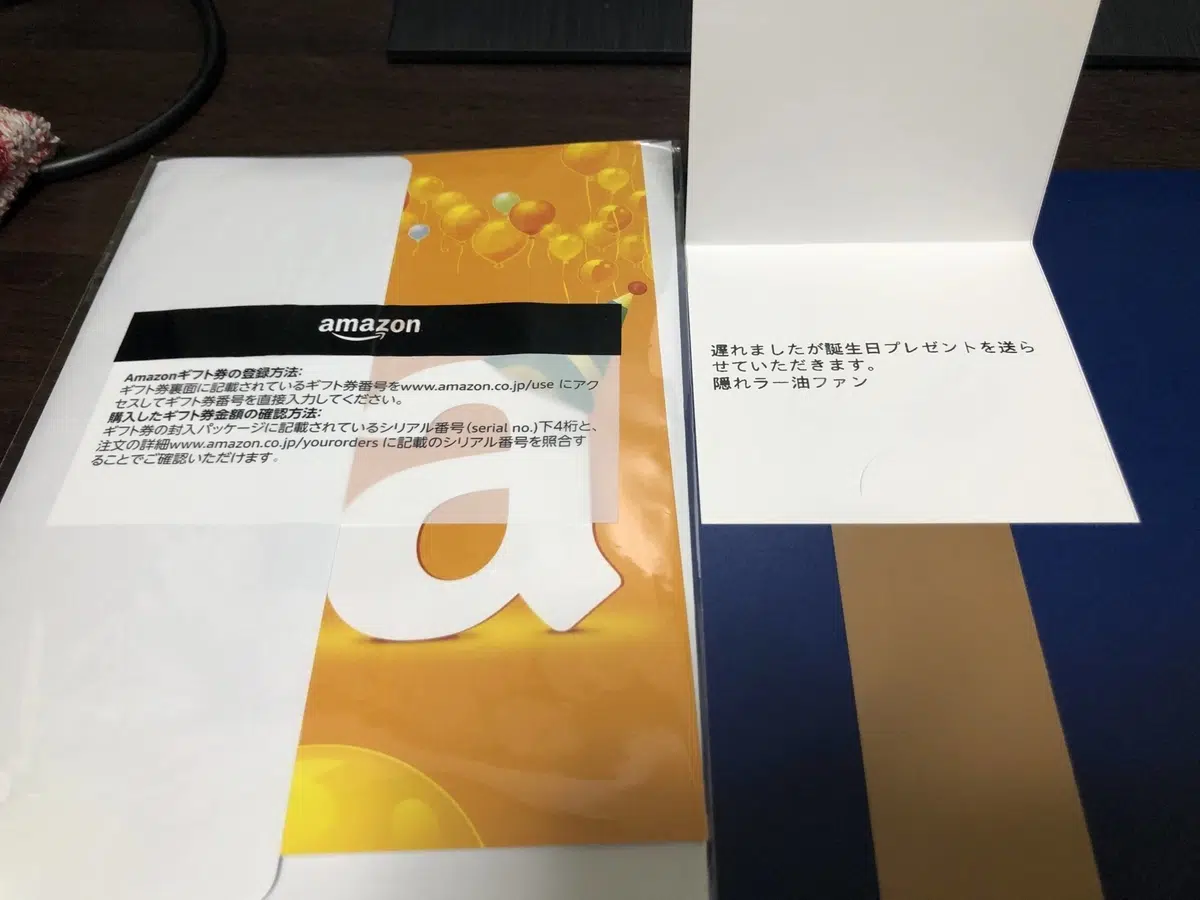 amazon
Amazonギフト券の登録方法:
ギフト券裏面に記載されているギフト券番号をwww.amazon.co.jp/use にアク
セスしてギフト券番号を直接入力してください。
購入したギフト券金額の確認方法:
ギフト券の封入パッケージに記載されているシリアル番号(serial no.)下4桁と、
注文の詳細www.amazon.co.jp/yourorders に記載のシリアル番号を照合す
ることでご確認いただけます。
a
遅れましたが誕生日プレゼントを送ら
せていただきます。
隠れラー油ファン